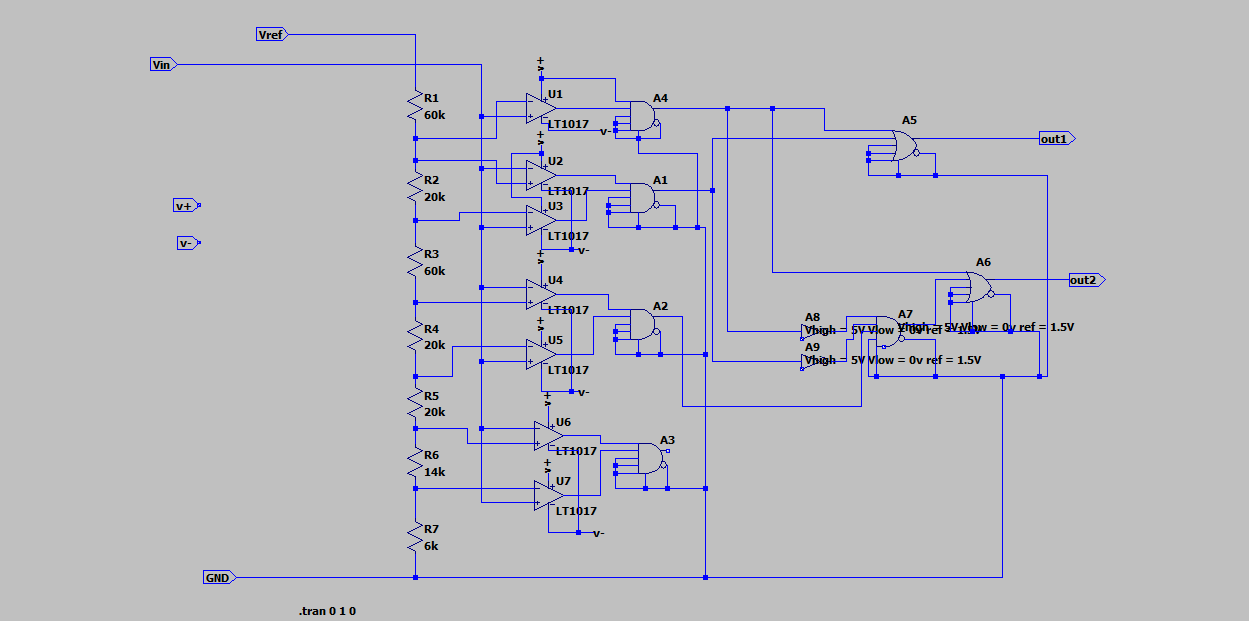 Vref
Vin
v+
R1
60k
U1
LT1017
v-
A4
A5
out1
v+
R2
20k
U2
LT1017
A1
v+
v-
U3
LT1017
v-
R3
60k
v+
U4
LT1017
A2
A6
out2
R4
20k
v+
U5
LT1017
v-
A8
Vhigh = 5V Vlow = 0v ref = 1.5V
A7
Vhigh = 5V Vlow = 0v ref = 1.5V
A9
Vhigh = 5V Vlow = 0v ref = 1.5V
R5
20k
v+
U6
LT1017
A3
R6
14k
v+
U7
LT1017
v-
R7
6k
GND
.tran 0 1 0